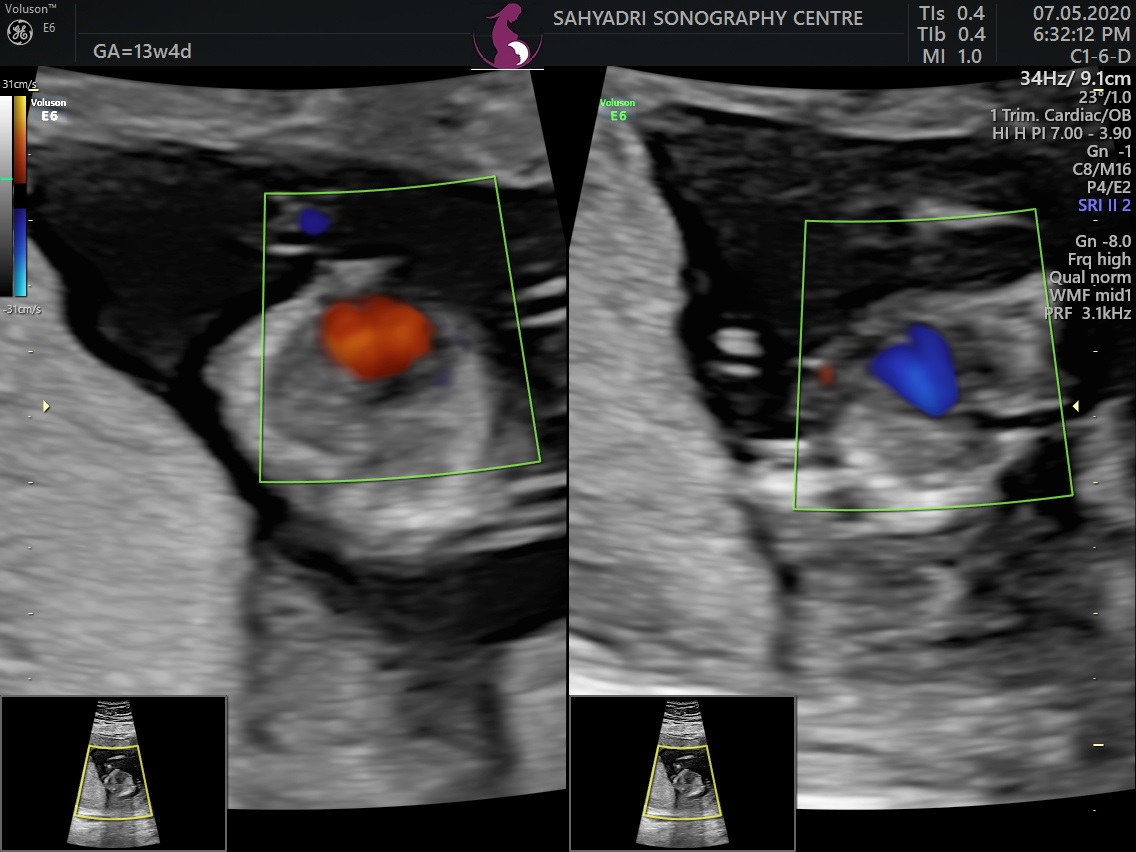 Voluson™
E6
GA=13w4d
SAHYADRI SONOGRAPHY CENTRE
TIs 0.4
TIb 0.4
MI 1.0
07.05.2020
6:32:12 PM
C1-6-D
34Hz/ 9.1cm
23°/1.0
1 Trim. Cardiac/OB
HI H PI 7.00 - 3.90
Gn -1
C8/M16
P4/E2
SRI II 2
Gn -8.0
Frq high
Qual norm
WMF mid1
PRF 3.1kHz
31cm/s
Voluson
E6
-31cm/s
Voluson
E6